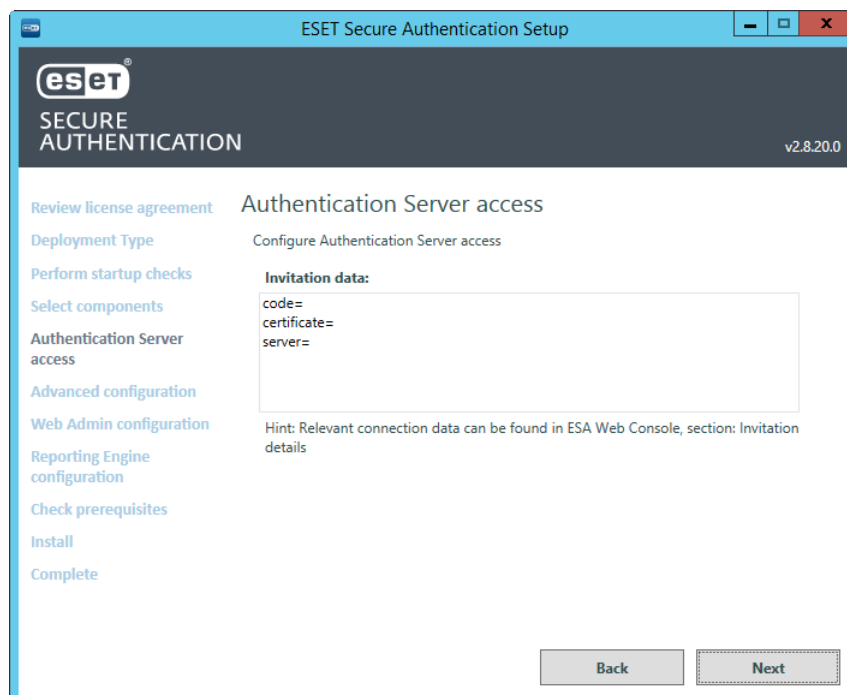 ESET Secure Authentication Setup
eset®
SECURE
AUTHENTICATION
v2.8.20.0
Review license agreement
Deployment Type
Perform startup checks
Select components
Authentication Server
access
Advanced configuration
Web Admin configuration
Reporting Engine
configuration
Check prerequisites
Install
Complete
Authentication Server access
Configure Authentication Server access
Invitation data:
code=
certificate=
server=
Hint: Relevant connection data can be found in ESA Web Console, section: Invitation
details
Back
Next